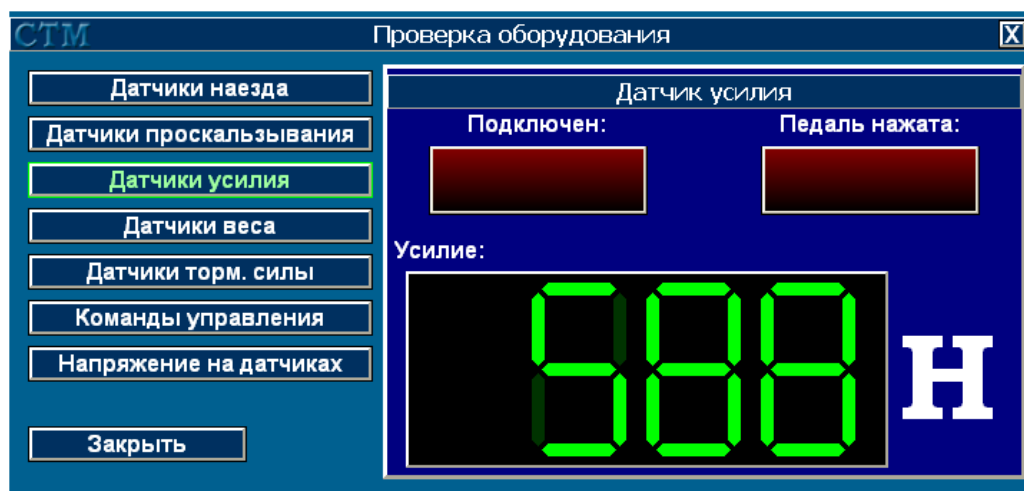 СТМ
Проверка оборудования
X
Датчики наезда
Датчики проскальзывания
Датчики усилия
Датчики веса
Датчики торм. силы
Команды управления
Напряжение на датчиках
Закрыть
Датчик усилия
Подключен:
Педаль нажата:
Усилие:
588 Н